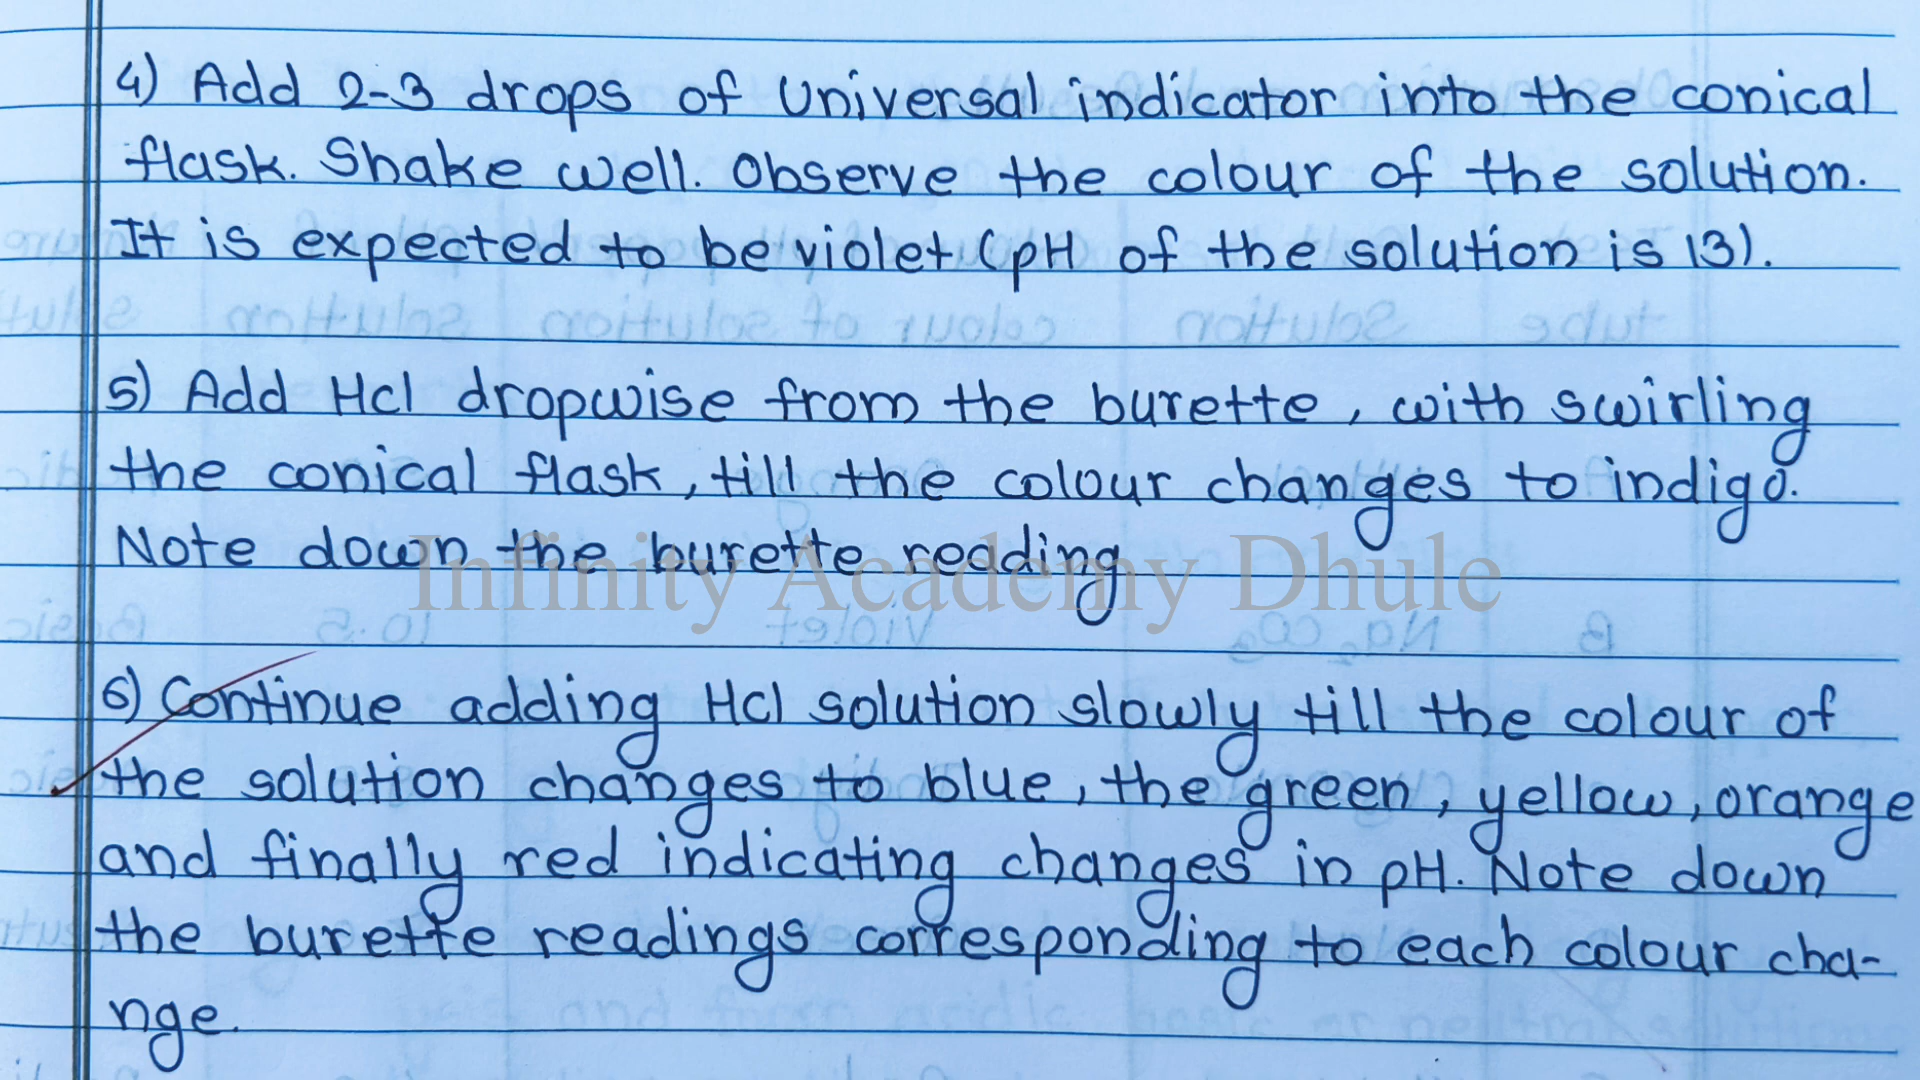 4) Add 2-3 drops of Universal indicator into the conical
flask. Shake well. Observe the colour of the solution.
It is expected to be violet (pH of the solution is 13).
5) Add Hcl dropwise from the burette, with swirling
the conical flask, till the colour changes to indigo.
Note down the burette reading
Infinity Academy Dhule
6) Continue adding Hcl solution slowly till the colour of
the solution changes to blue, the green, yellow, orange
and finally red indicating changes in pH. Note down
the burette readings corresponding to each colour cha-
nge.